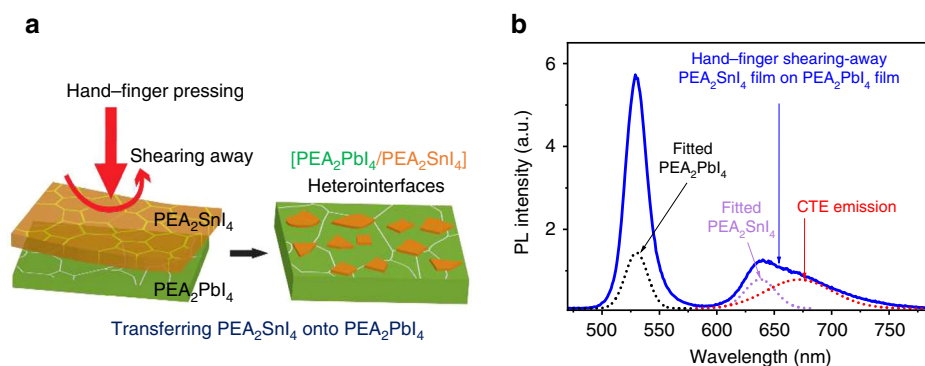 a
Hand–finger pressing
Shearing away
PEA₂SnI₄
PEA₂PbI₄
[PEA₂PbI₄/PEA₂SnI₄]
Heterointerfaces
Transferring PEA₂SnI₄ onto PEA₂PbI₄
b
6
4
2
PL intensity (a.u.)
Hand–finger shearing-away
PEA₂SnI₄ film on PEA₂PbI₄ film
Fitted
PEA₂PbI₄
Fitted
PEA₂SnI₄
CTE emission
500 550 600 650 700 750
Wavelength (nm)